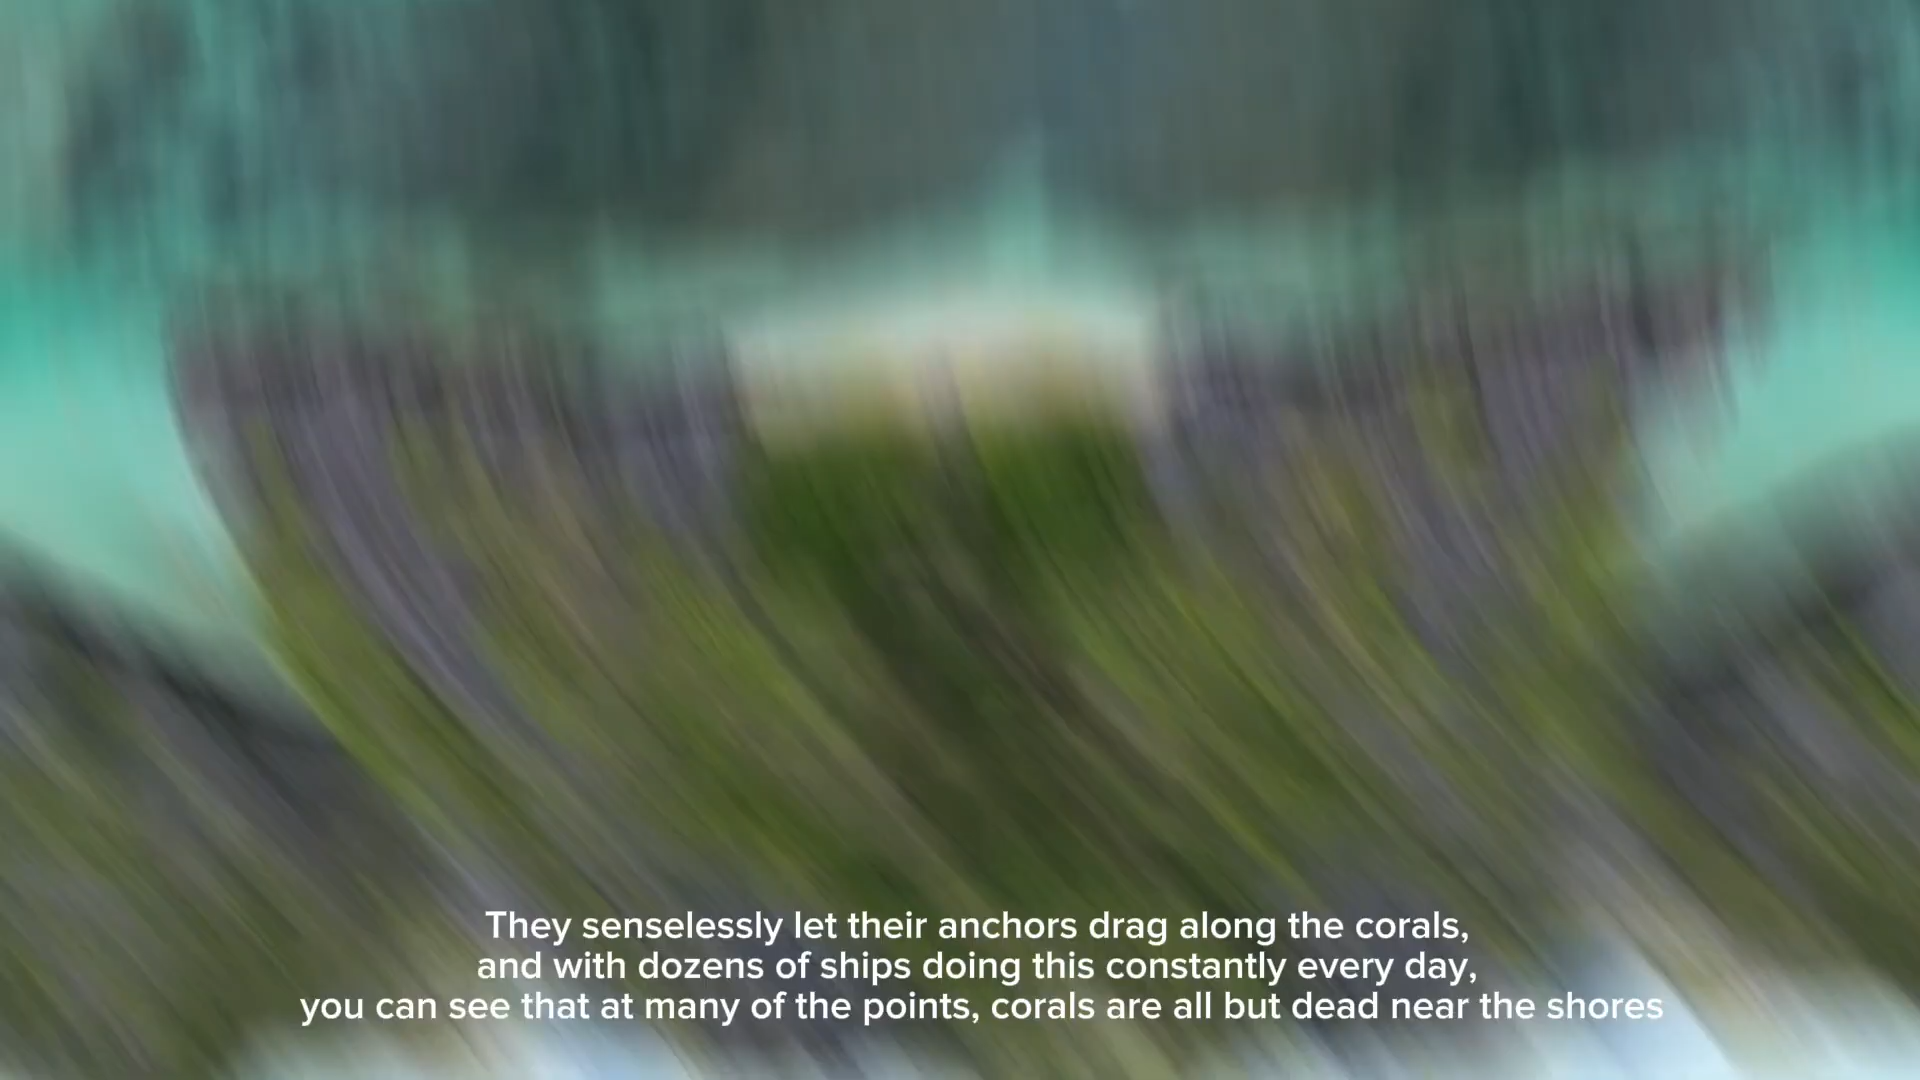 They senselessly let their anchors drag along the corals,
and with dozens of ships doing this constantly every day,
you can see that at many of the points, corals are all but dead near the shores